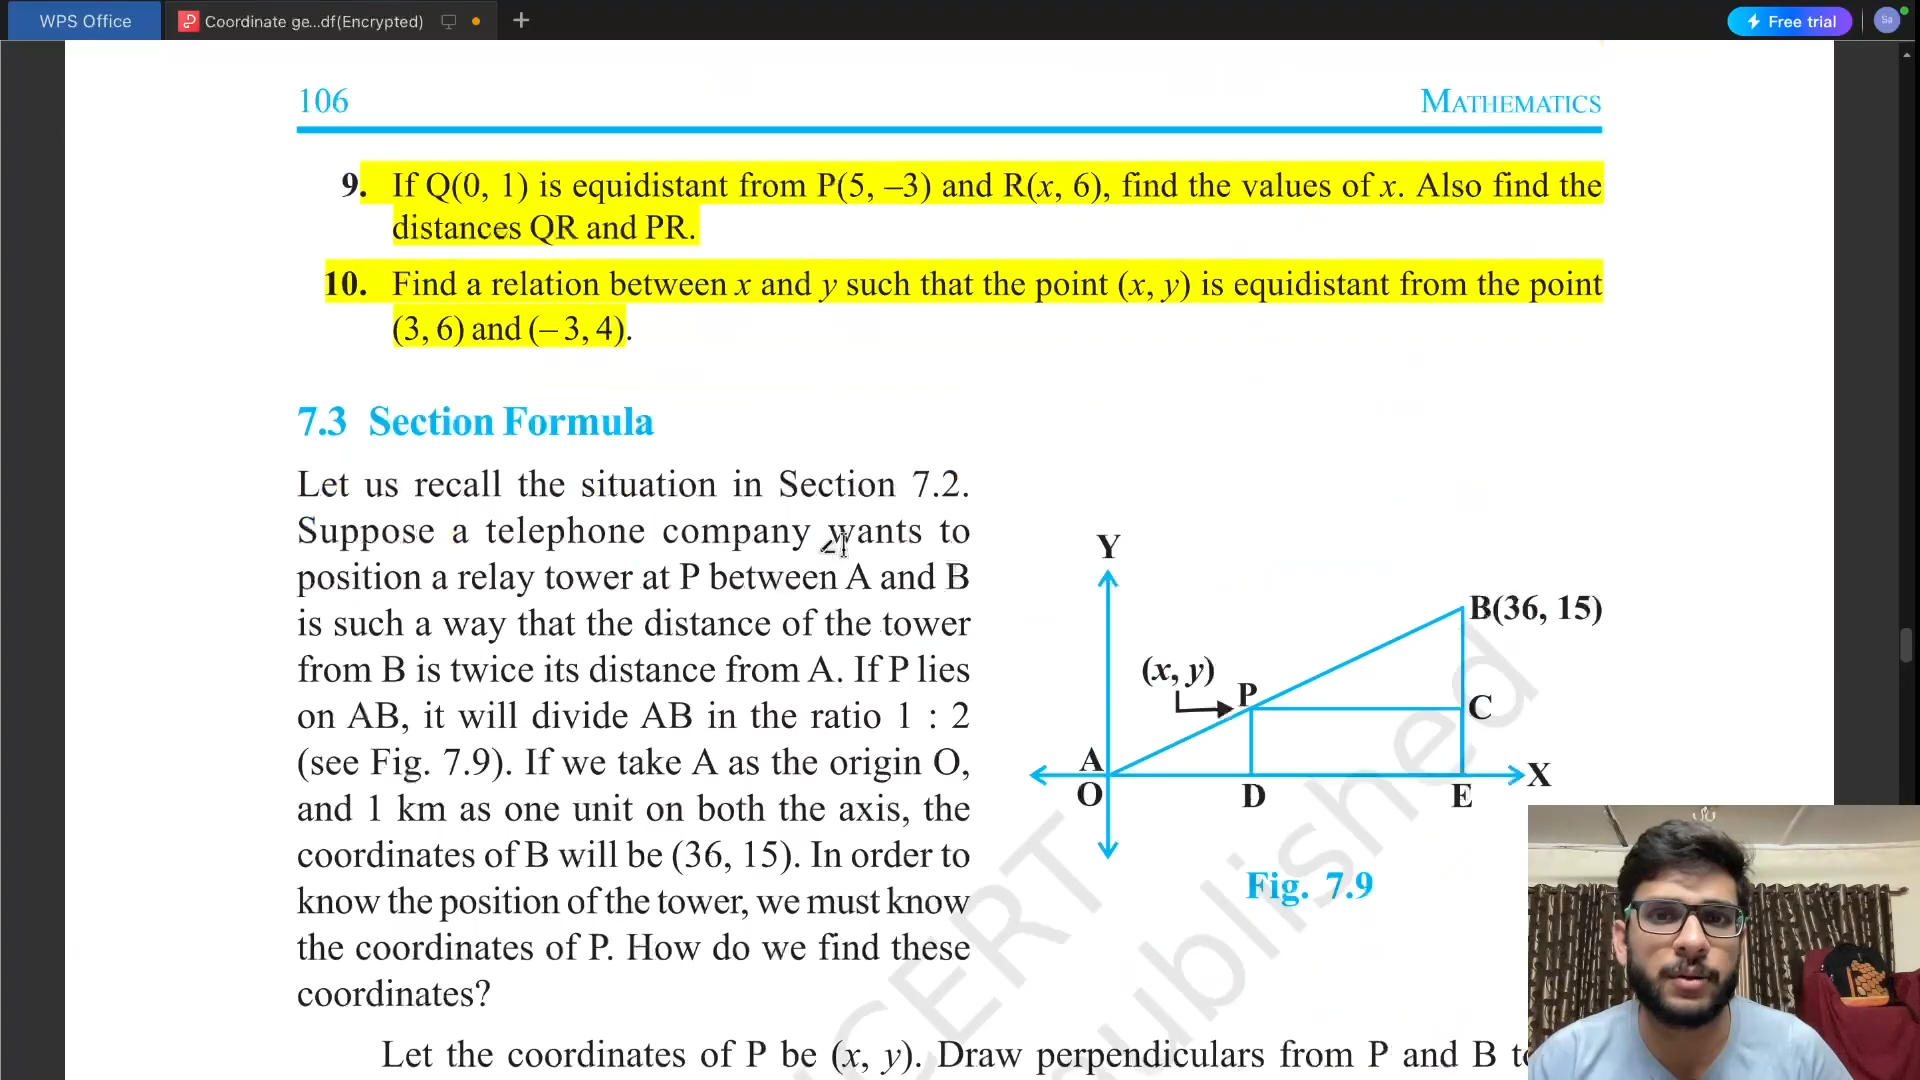 WPS Office
Coordinate ge...df(Encrypted)
Free trial
Sa
106
MATHEMATICS
9. If Q(0, 1) is equidistant from P(5, –3) and R(x, 6), find the values of x. Also find the
distances QR and PR.
10. Find a relation between x and y such that the point (x, y) is equidistant from the point
(3, 6) and (– 3, 4).
7.3 Section Formula
Let us recall the situation in Section 7.2.
Suppose a telephone company wants to
position a relay tower at P between A and B
is such a way that the distance of the tower
from B is twice its distance from A. If P lies
on AB, it will divide AB in the ratio 1 : 2
(see Fig. 7.9). If we take A as the origin O,
and 1 km as one unit on both the axis, the
coordinates of B will be (36, 15). In order to
know the position of the tower, we must know
the coordinates of P. How do we find these
coordinates?
Y
B(36, 15)
(x, y)
P
C
A
X
O
D
E
Fig. 7.9
Let the coordinates of P be (x, y). Draw perpendiculars from P and B